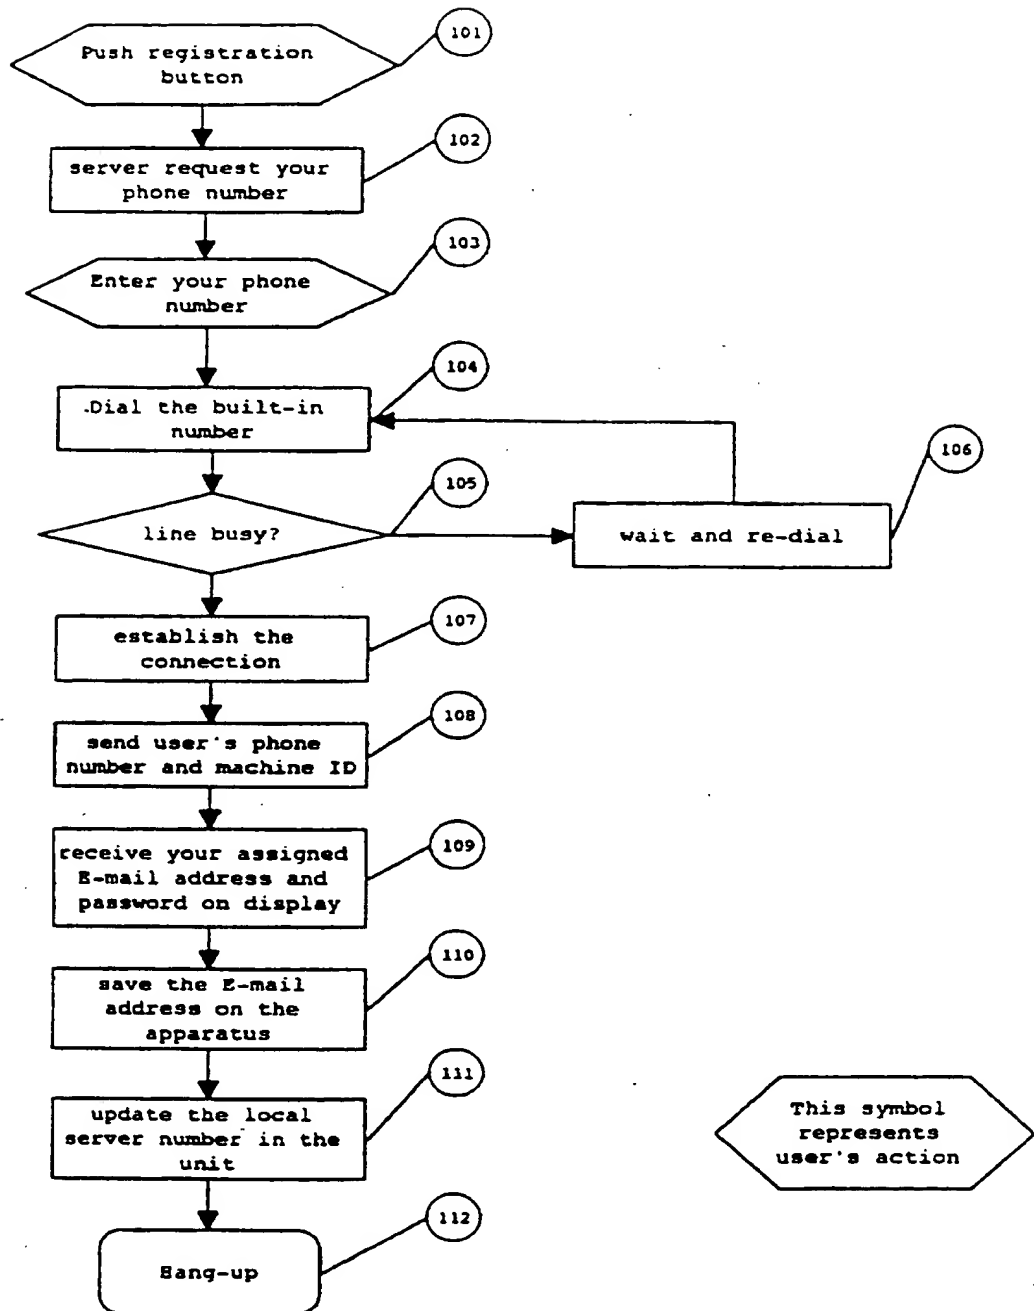 Push registration
button
101
server request your
phone number
102
Enter your phone
number
103
Dial the built-in
number
104
line busy?
105
wait and re-dial
106
establish the
connection
107
send user's phone
number and machine ID
108
receive your assigned
E-mail address and
password on display
109
save the E-mail
address on the
apparatus
110
update the local
server number in the
unit
111
Hang-up
112
This symbol
represents
user's action